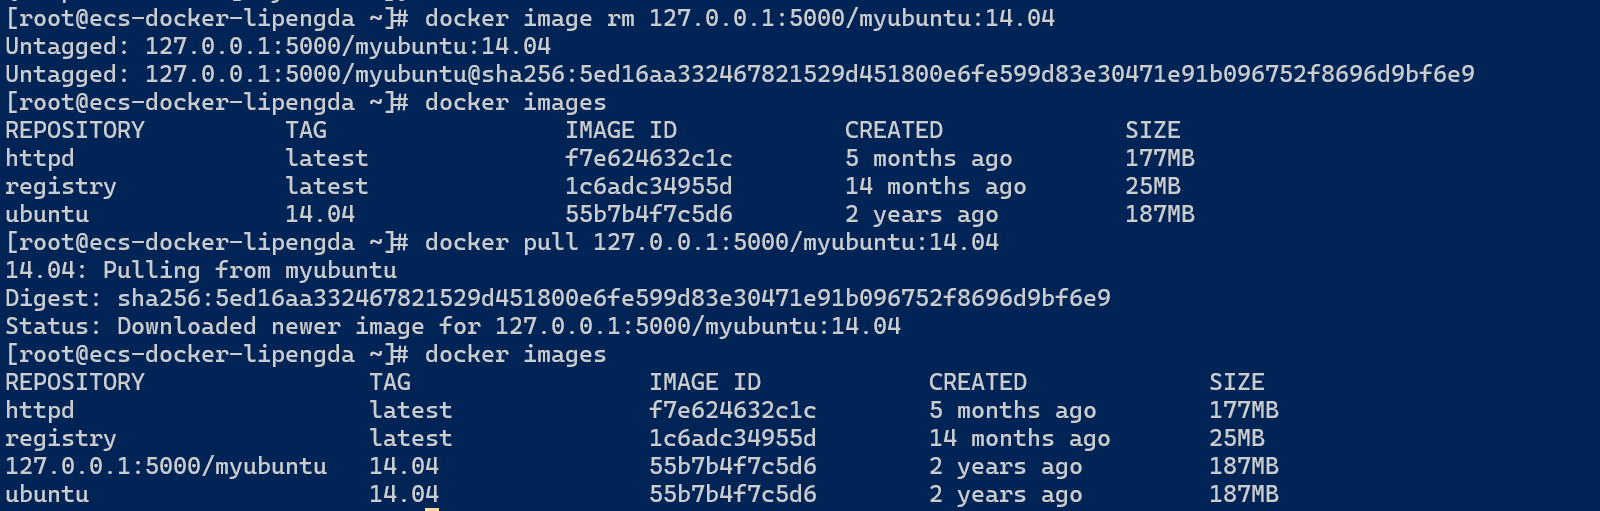 [root@ecs-docker-lipengda ~]# docker image rm 127.0.0.1:5000/myubuntu:14.04
Untagged: 127.0.0.1:5000/myubuntu:14.04
Untagged: 127.0.0.1:5000/myubuntu@sha256:5ed16aa332467821529d451800e6fe599d83e30471e91b096752f8696d9bf6e9
[root@ecs-docker-lipengda ~]# docker images
REPOSITORY          TAG                 IMAGE ID            CREATED             SIZE
httpd               latest              f7e624632c1c        5 months ago        177MB
registry            latest              1c6adc34955d        14 months ago       25MB
ubuntu              14.04               55b7b4f7c5d6        2 years ago         187MB
[root@ecs-docker-lipengda ~]# docker pull 127.0.0.1:5000/myubuntu:14.04
14.04: Pulling from myubuntu
Digest: sha256:5ed16aa332467821529d451800e6fe599d83e30471e91b096752f8696d9bf6e9
Status: Downloaded newer image for 127.0.0.1:5000/myubuntu:14.04
[root@ecs-docker-lipengda ~]# docker images
REPOSITORY                TAG                 IMAGE ID            CREATED             SIZE
httpd                     latest              f7e624632c1c        5 months ago        177MB
registry                  latest              1c6adc34955d        14 months ago       25MB
127.0.0.1:5000/myubuntu   14.04               55b7b4f7c5d6        2 years ago         187MB
ubuntu                    14.04               55b7b4f7c5d6        2 years ago         187MB